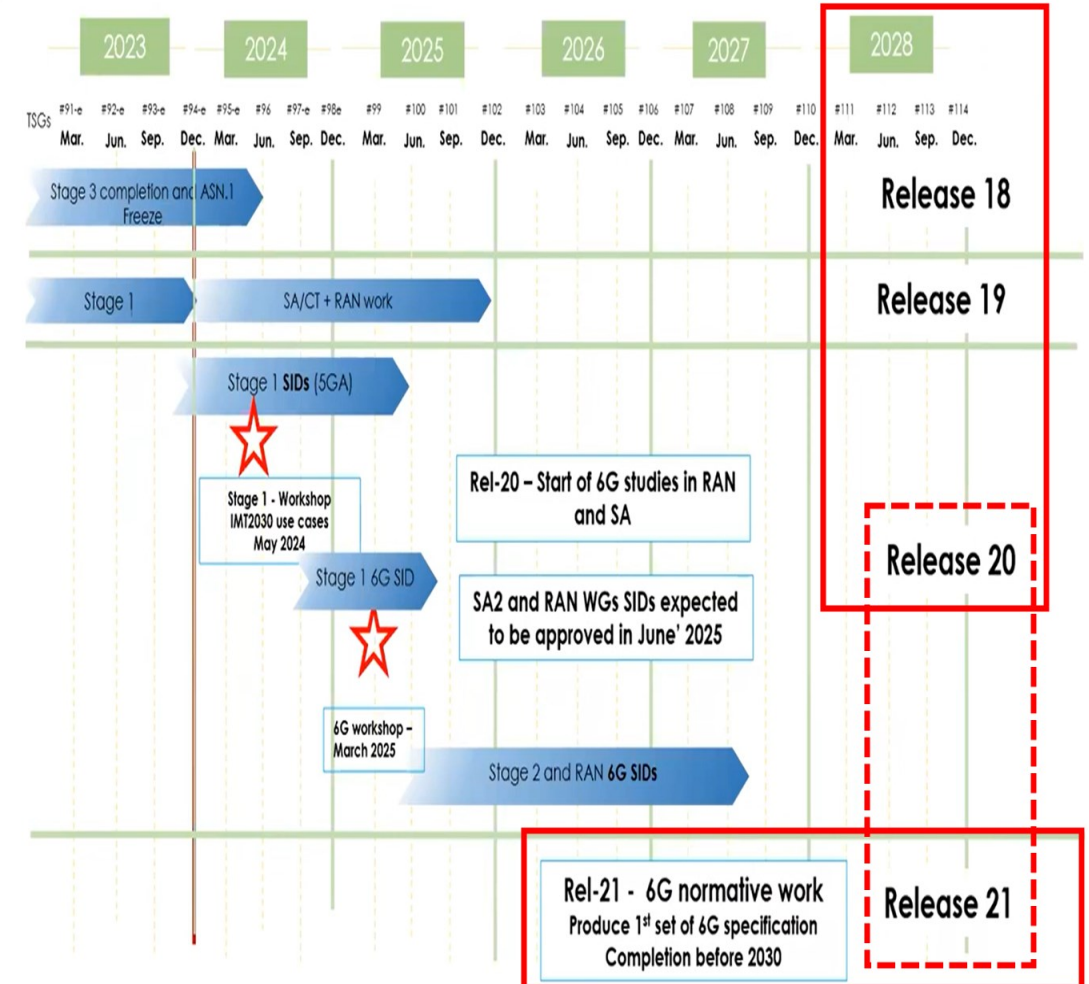 2023 2024 2025 2026 2027 2028
TSGs #91-e #92-e #93-e #94-e #95-e #96 #97-e #98e #99 #100 #101 #102 #103 #104 #105 #106 #107 #108 #109 #110 #111 #112 #113 #114
Mar. Jun. Sep. Dec. Mar. Jun. Sep. Dec. Mar. Jun. Sep. Dec. Mar. Jun. Sep. Dec. Mar. Jun. Sep. Dec. Mar. Jun. Sep. Dec.
Stage 3 completion and ASN.1
Freeze
Release 18
Stage 1
SA/CT + RAN work
Release 19
Stage 1 SIDs (5GA)
Stage 1 - Workshop
IMT2030 use cases
May 2024
Rel-20 – Start of 6G studies in RAN
and SA
Stage 1 6G SID
Release 20
SA2 and RAN WGs SIDs expected
to be approved in June' 2025
6G workshop –
March 2025
Stage 2 and RAN 6G SIDs
Rel-21 - 6G normative work
Produce 1st set of 6G specification
Completion before 2030
Release 21